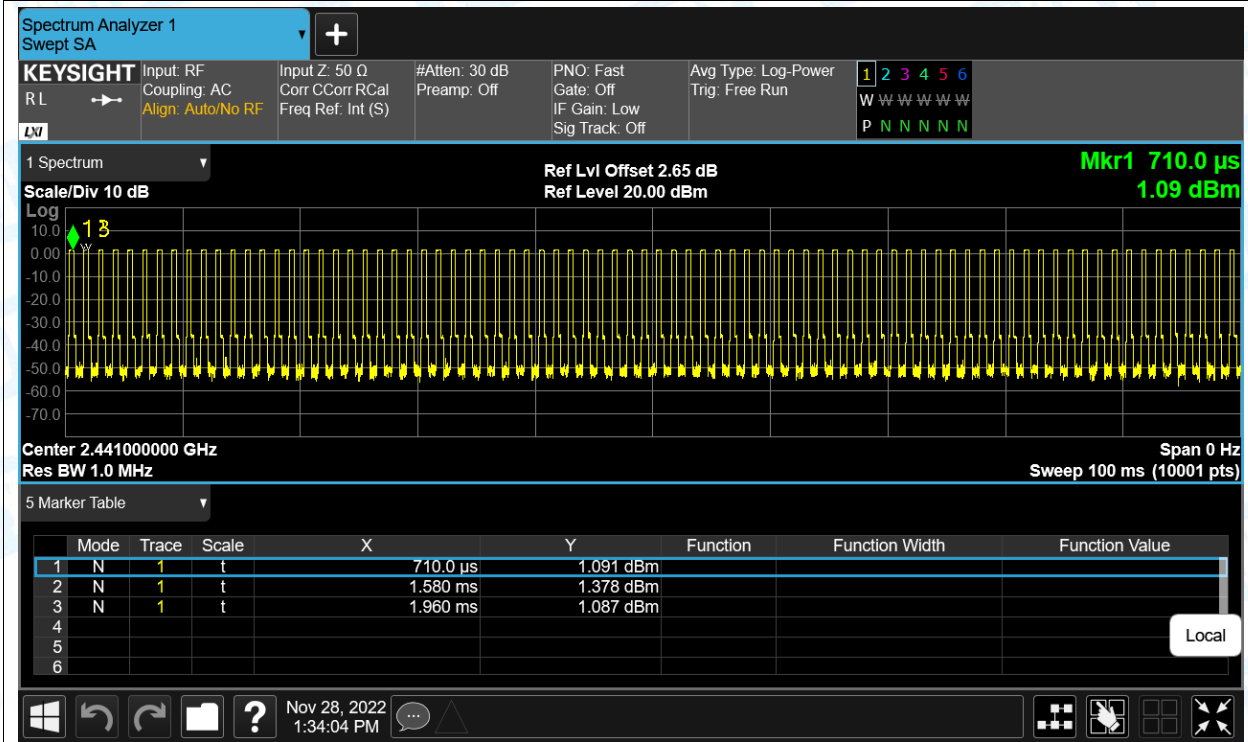 Spectrum Analyzer 1
Swept SA
KEYSIGHT
R L
LXI
Input: RF
Coupling: AC
Align: Auto/No RF
Input Z: 50 Ω
Corr CCorr RCal
Freq Ref: Int (S)
#Atten: 30 dB
Preamp: Off
PNO: Fast
Gate: Off
IF Gain: Low
Sig Track: Off
Avg Type: Log-Power
Trig: Free Run
1 2 3 4 5 6
W W W W W W
P N N N N N
1 Spectrum
Scale/Div 10 dB
Ref Lvl Offset 2.65 dB
Ref Level 20.00 dBm
Mkr1 710.0 µs
1.09 dBm
Log
10.0
0.00
-10.0
-20.0
-30.0
-40.0
-50.0
-60.0
-70.0
1
3
Center 2.441000000 GHz
Res BW 1.0 MHz
Span 0 Hz
Sweep 100 ms (10001 pts)
5 Marker Table
Mode Trace Scale X Y Function Function Width Function Value
1 N 1 t 710.0 µs 1.091 dBm
2 N 1 t 1.580 ms 1.378 dBm
3 N 1 t 1.960 ms 1.087 dBm
4
5
6
Local
?
Nov 28, 2022
1:34:04 PM